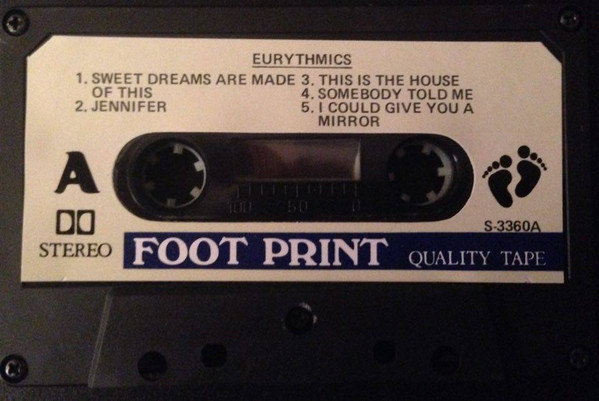 EURYTHMICS
1. SWEET DREAMS ARE MADE
OF THIS
2. JENNIFER
3. THIS IS THE HOUSE
4. SOMEBODY TOLD ME
5. I COULD GIVE YOU A
MIRROR
A
100 50 0
S-3360A
STEREO
FOOT PRINT QUALITY TAPE